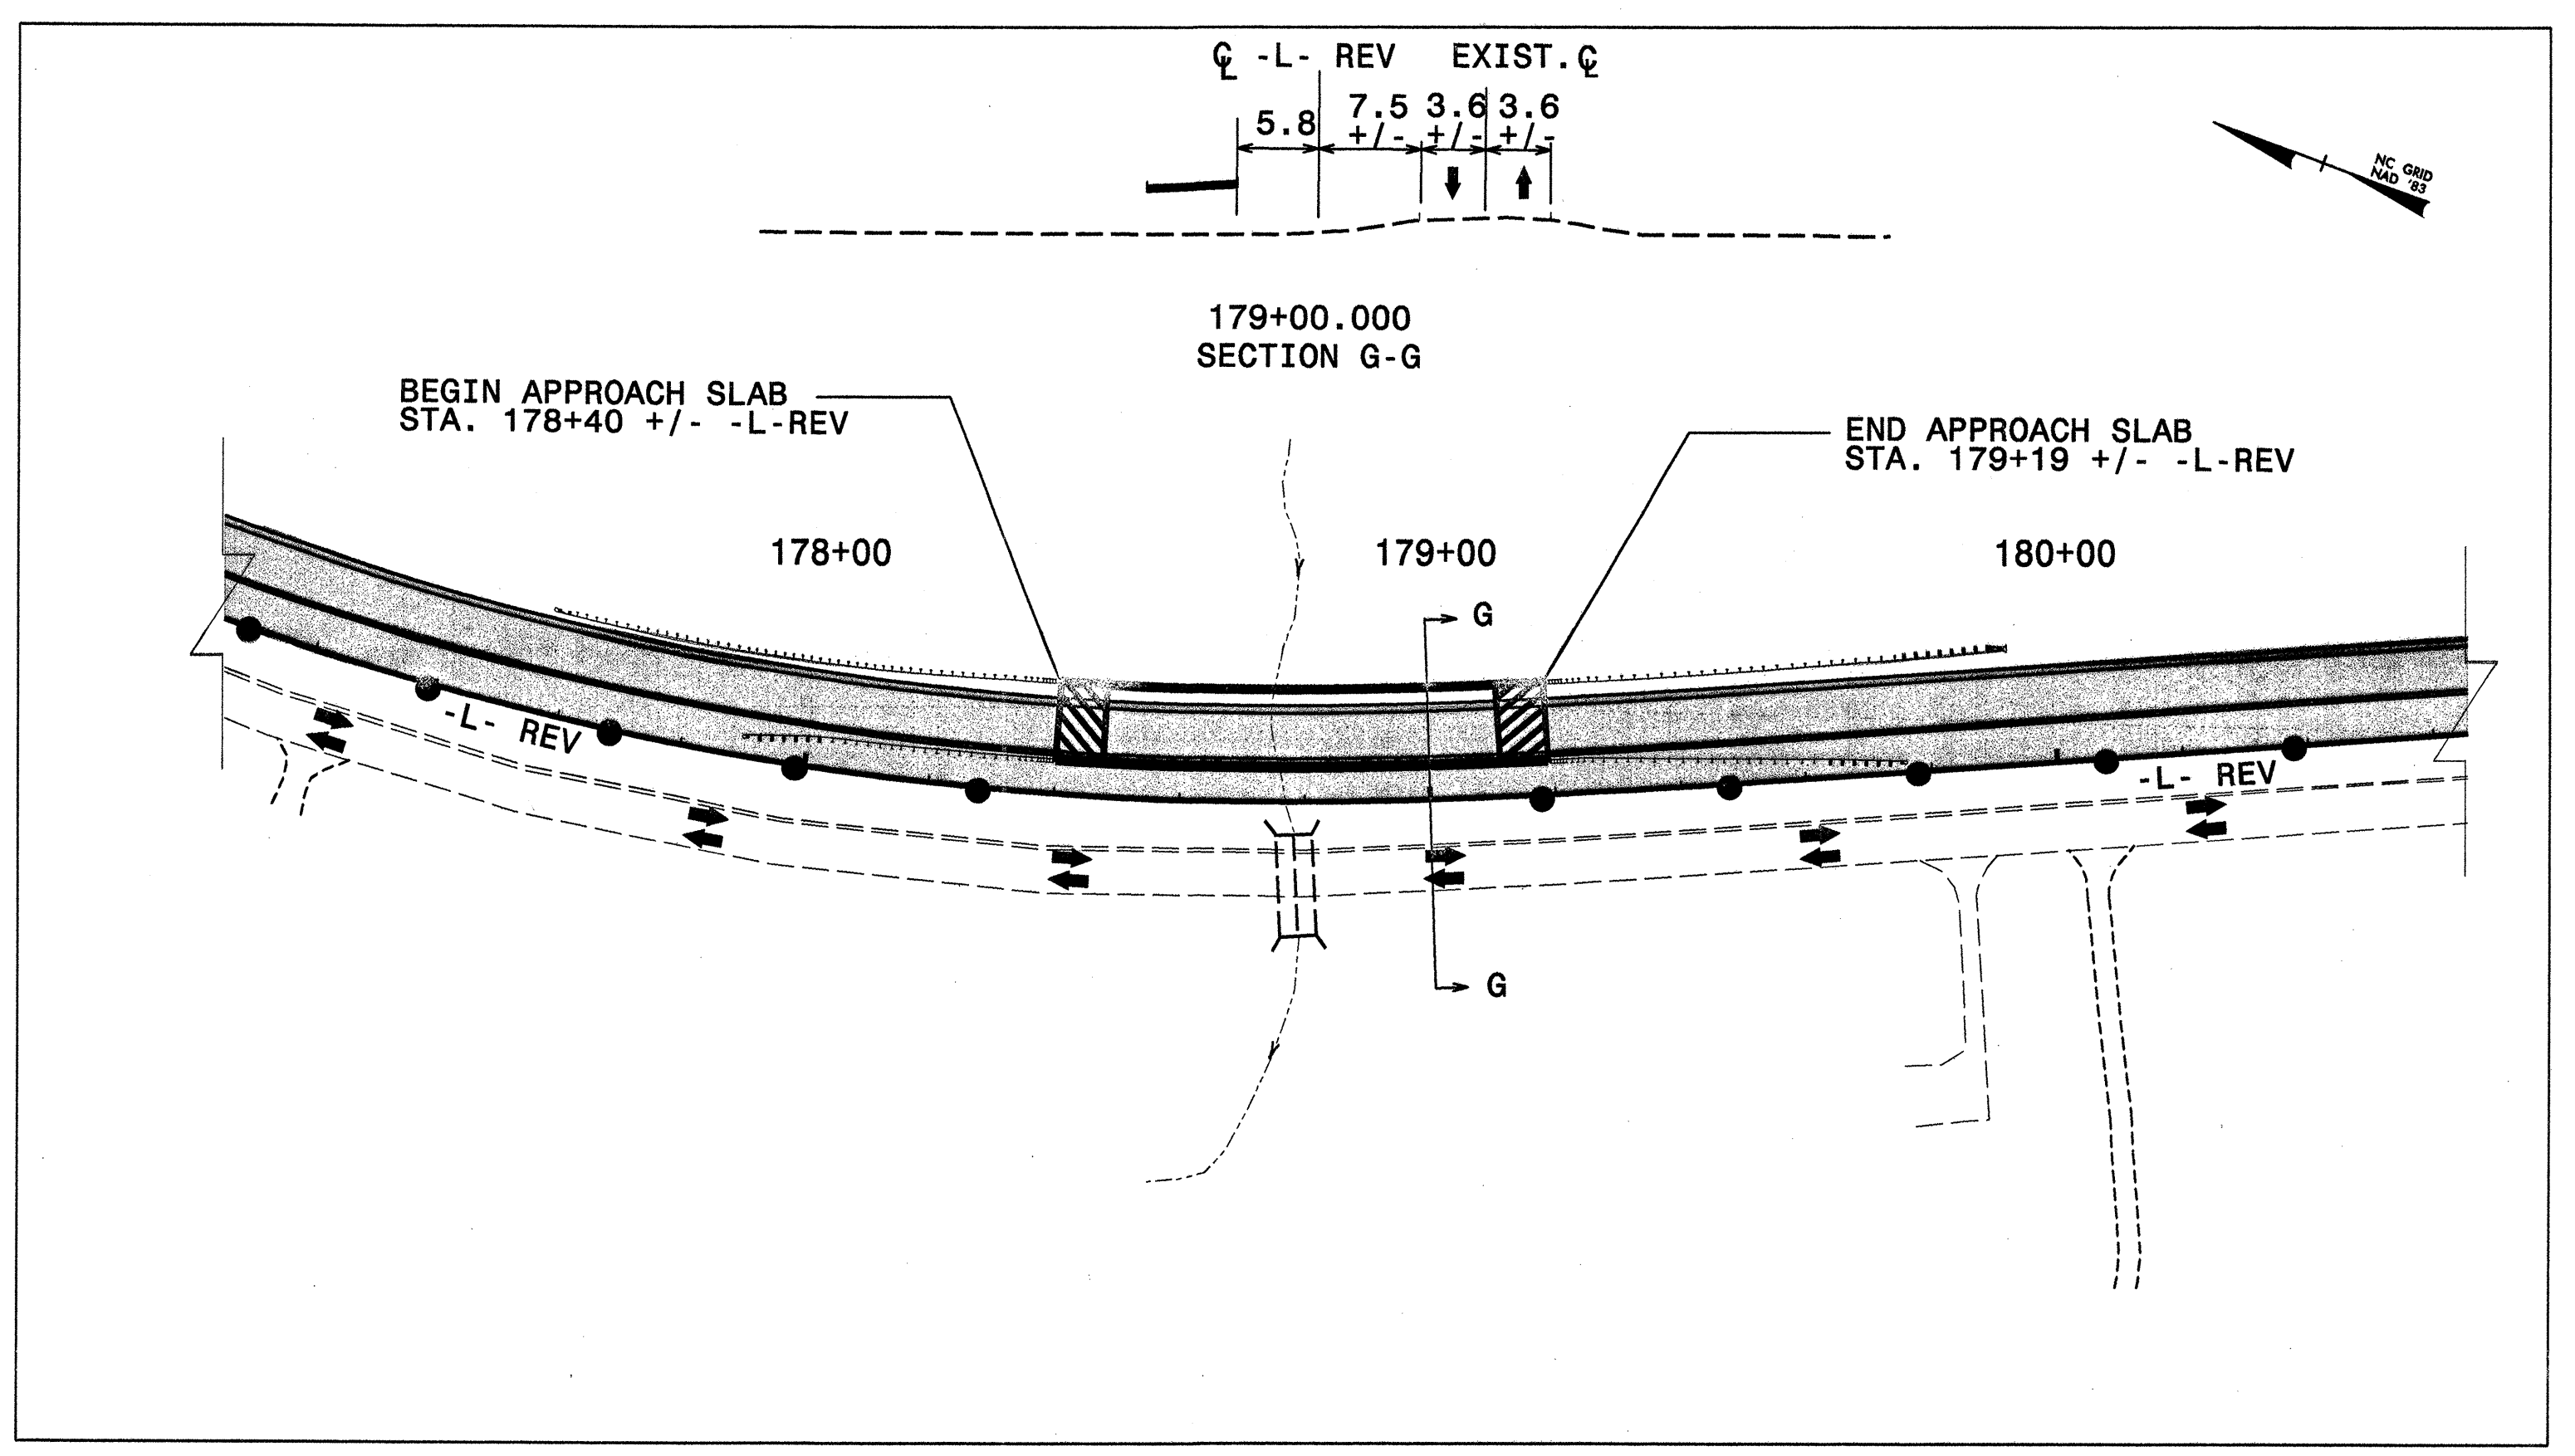 ℄ -L- REV EXIST.℄
5.8 7.5 3.6 3.6
+/- +/- +/-
NC GRID
NAD '83
179+00.000
SECTION G-G
BEGIN APPROACH SLAB
STA. 178+40 +/- -L-REV
END APPROACH SLAB
STA. 179+19 +/- -L-REV
178+00
179+00
180+00
G
-L- REV
-L- REV
G